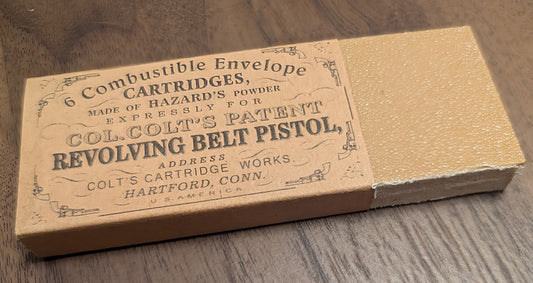 6 Combustible Envelope
CARTRIDGES,
MADE OF HAZARD'S POWDER
EXPRESSLY FOR
COL. COLT'S PATENT
REVOLVING BELT PISTOL,
ADDRESS
COLT'S CARTRIDGE WORKS.
HARTFORD, CONN.
U.S. AMERICA